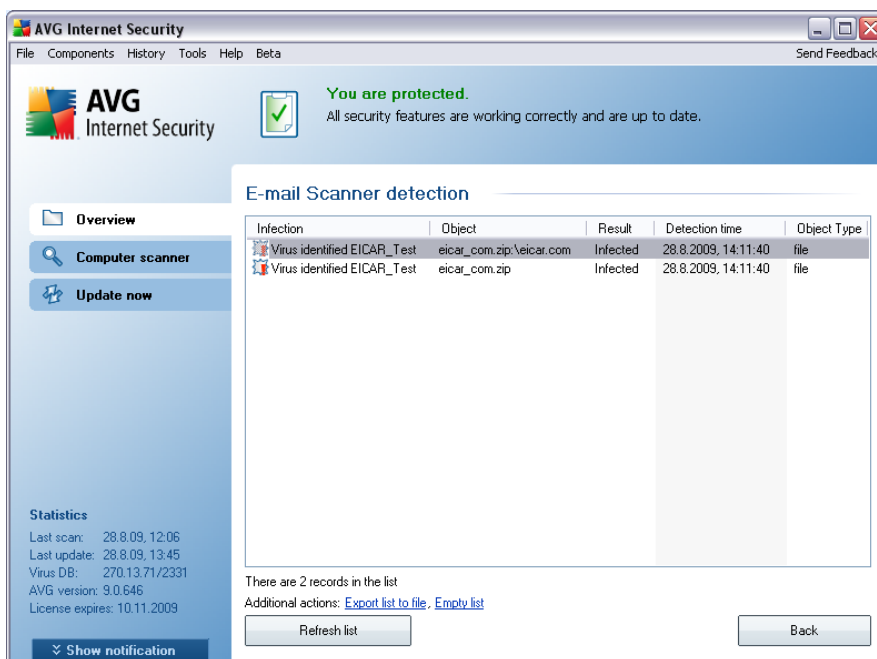 AVG Internet Security
File Components History Tools Help Beta Send Feedback
AVG
Internet Security
You are protected.
All security features are working correctly and are up to date.
Overview
Computer scanner
Update now
E-mail Scanner detection
Infection Object Result Detection time Object Type
Virus identified EICAR_Test eicar_com.zip:\eicar.com Infected 28.8.2009, 14:11:40 file
Virus identified EICAR_Test eicar_com.zip Infected 28.8.2009, 14:11:40 file
Statistics
Last scan: 28.8.09, 12:06
Last update: 28.8.09, 13:45
Virus DB: 270.13.71/2331
AVG version: 9.0.646
License expires: 10.11.2009
Show notification
There are 2 records in the list
Additional actions: Export list to file, Empty list
Refresh list Back